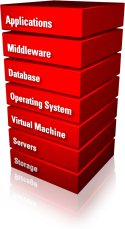 Applications
Middleware
Database
Operating System
Virtual Machine
Servers
Storage